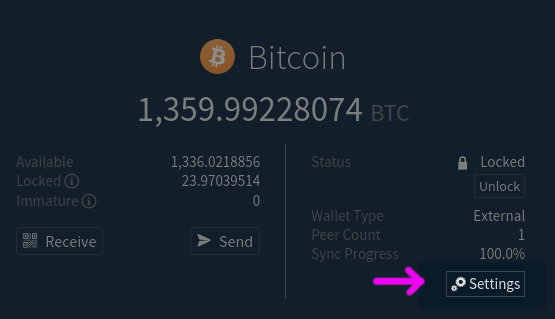 Bitcoin
1,359.99228074 BTC
Available 1,336.0218856
Locked 23.97039514
Immature 0
Receive Send
Status Locked
Unlock
Wallet Type External
Peer Count 1
Sync Progress 100.0%
Settings